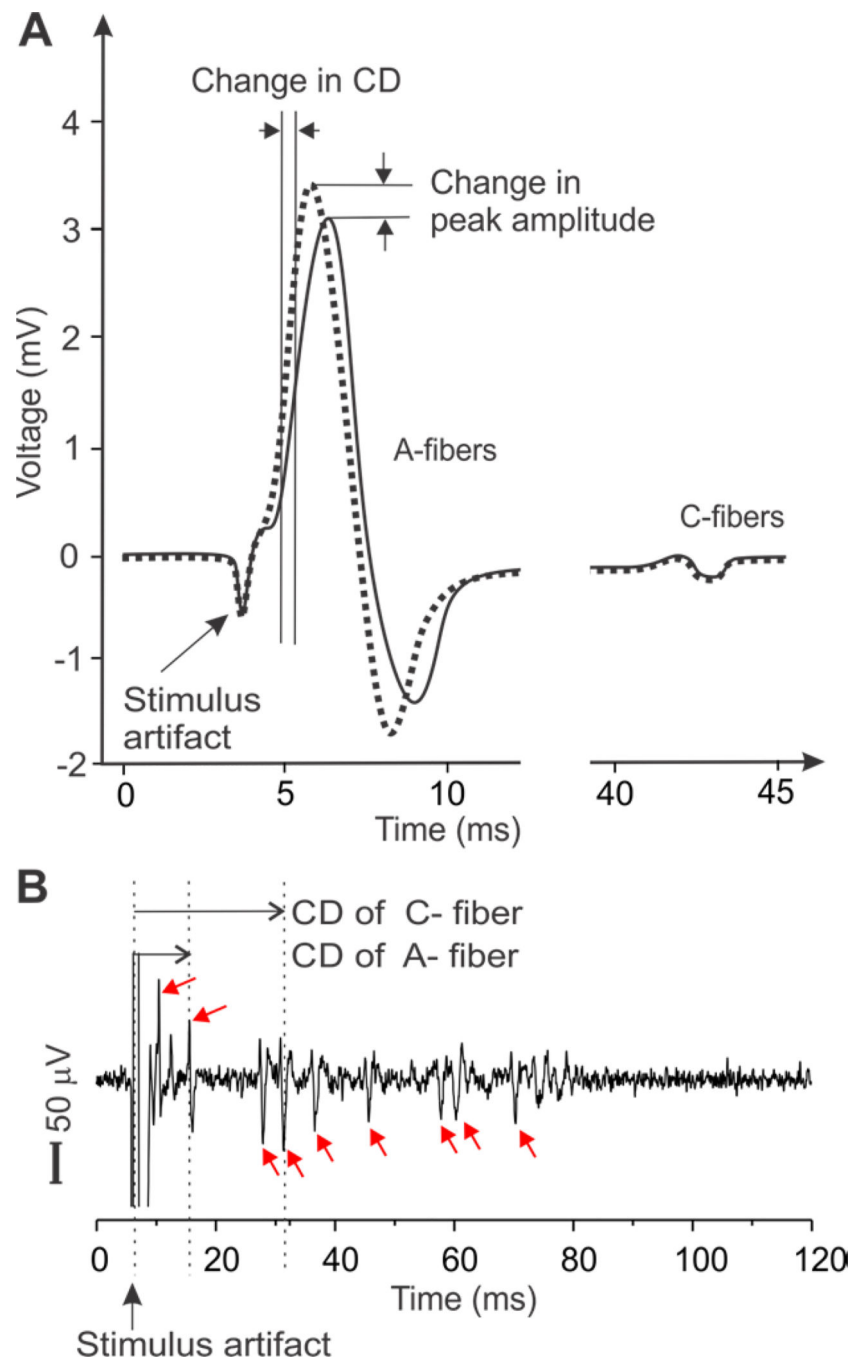 A
Change in CD
4
Change in
peak amplitude
3
Voltage (mV)
2
1
A-fibers
C-fibers
0
-1
Stimulus
artifact
-2
0 5 10 40 45
Time (ms)
B
CD of C- fiber
CD of A- fiber
50 µV
0 20 40 60 80 100 120
Time (ms)
Stimulus artifact